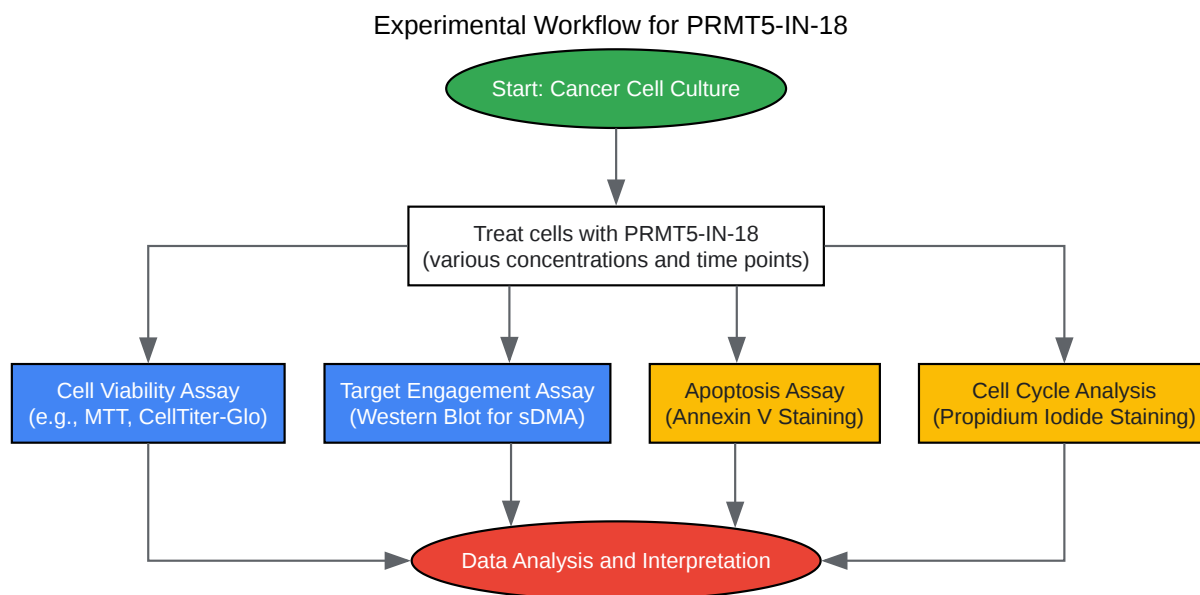 Experimental Workflow for PRMT5-IN-18
Start: Cancer Cell Culture
Treat cells with PRMT5-IN-18
(various concentrations and time points)
Cell Viability Assay
(e.g., MTT, CellTiter-Glo)
Target Engagement Assay
(Western Blot for sDMA)
Apoptosis Assay
(Annexin V Staining)
Cell Cycle Analysis
(Propidium Iodide Staining)
Data Analysis and Interpretation